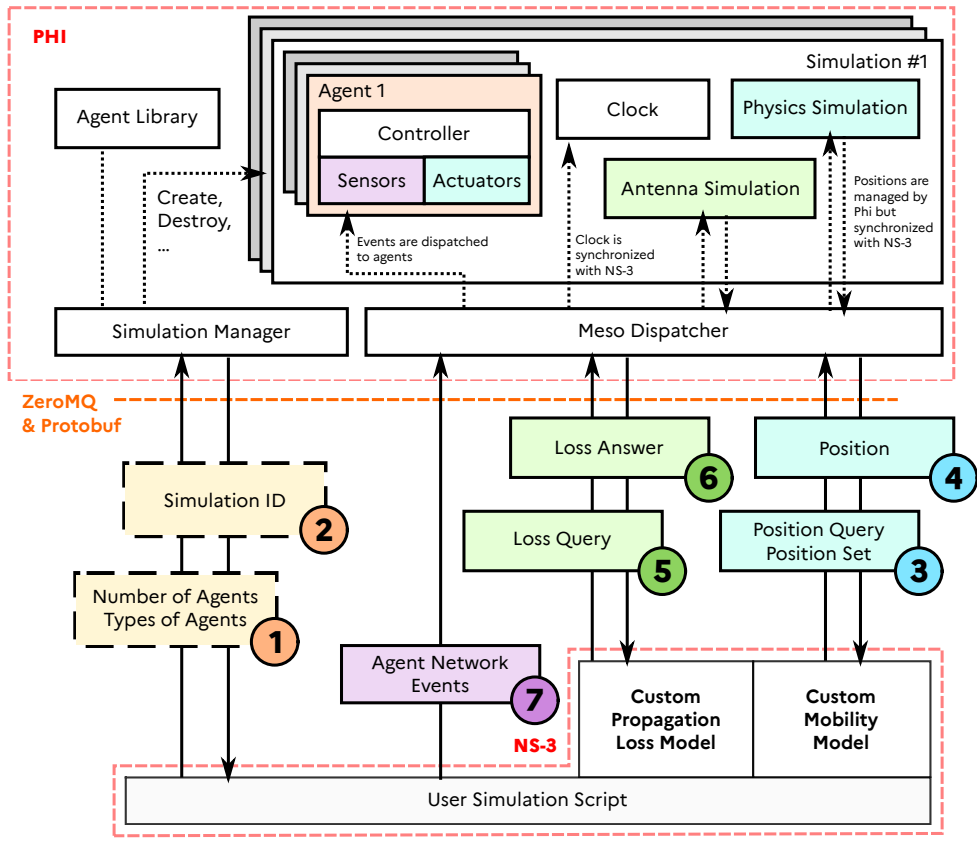 PHI
Simulation #1
Agent Library
Agent 1
Controller
Sensors
Actuators
Clock
Physics Simulation
Antenna Simulation
Create,
Destroy,
...
Events are dispatched
to agents
Clock is
synchronized
with NS-3
Positions are
managed by
Phi but
synchronized
with NS-3
Simulation Manager
Meso Dispatcher
ZeroMQ
& Protobuf
Loss Answer
6
Position
4
Simulation ID
2
Loss Query
5
Position Query
Position Set
3
Number of Agents
Types of Agents
1
Agent Network
Events
7
NS-3
Custom
Propagation
Loss Model
Custom
Mobility
Model
User Simulation Script